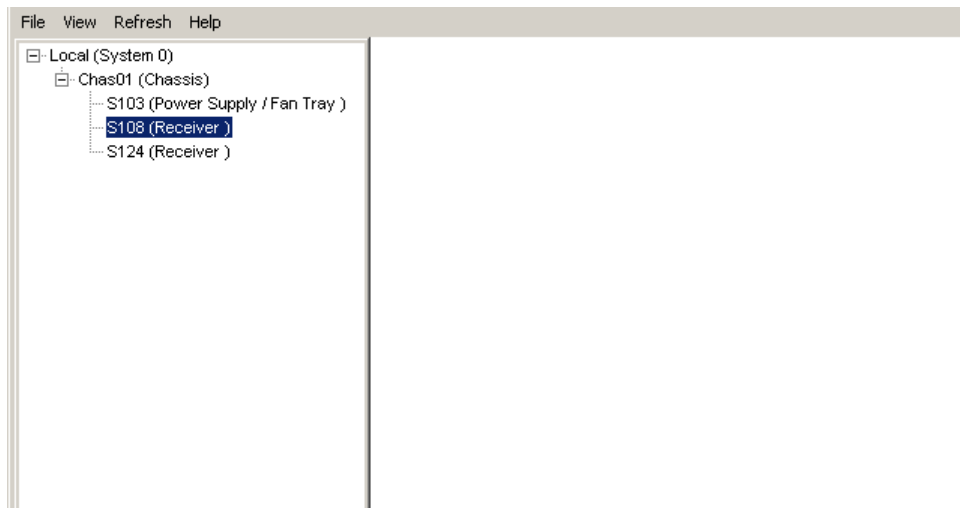 File View Refresh Help
Local (System 0)
Chas01 (Chassis)
S103 (Power Supply / Fan Tray )
S108 (Receiver )
S124 (Receiver )